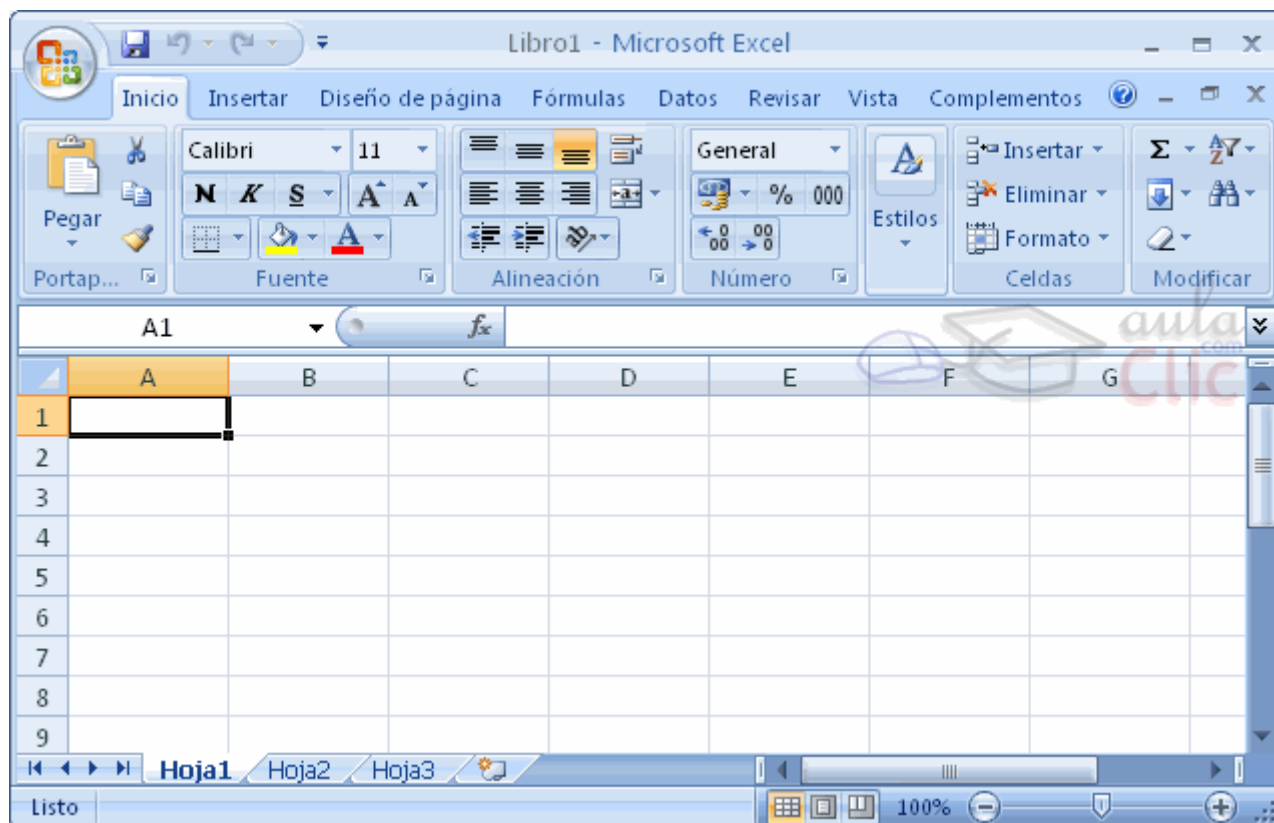 Libro1 - Microsoft Excel
Inicio Insertar Diseño de página Fórmulas Datos Revisar Vista Complementos
Calibri 11 General Insertar Σ
N K S A A % 000 Eliminar
Pegar Estilos Formato
A
Portap... Fuente Alineación Número Celdas Modificar
A1 fx
aula
.com
Clic
A B C D E F G
1
2
3
4
5
6
7
8
9
Hoja1 Hoja2 Hoja3
Listo 100%